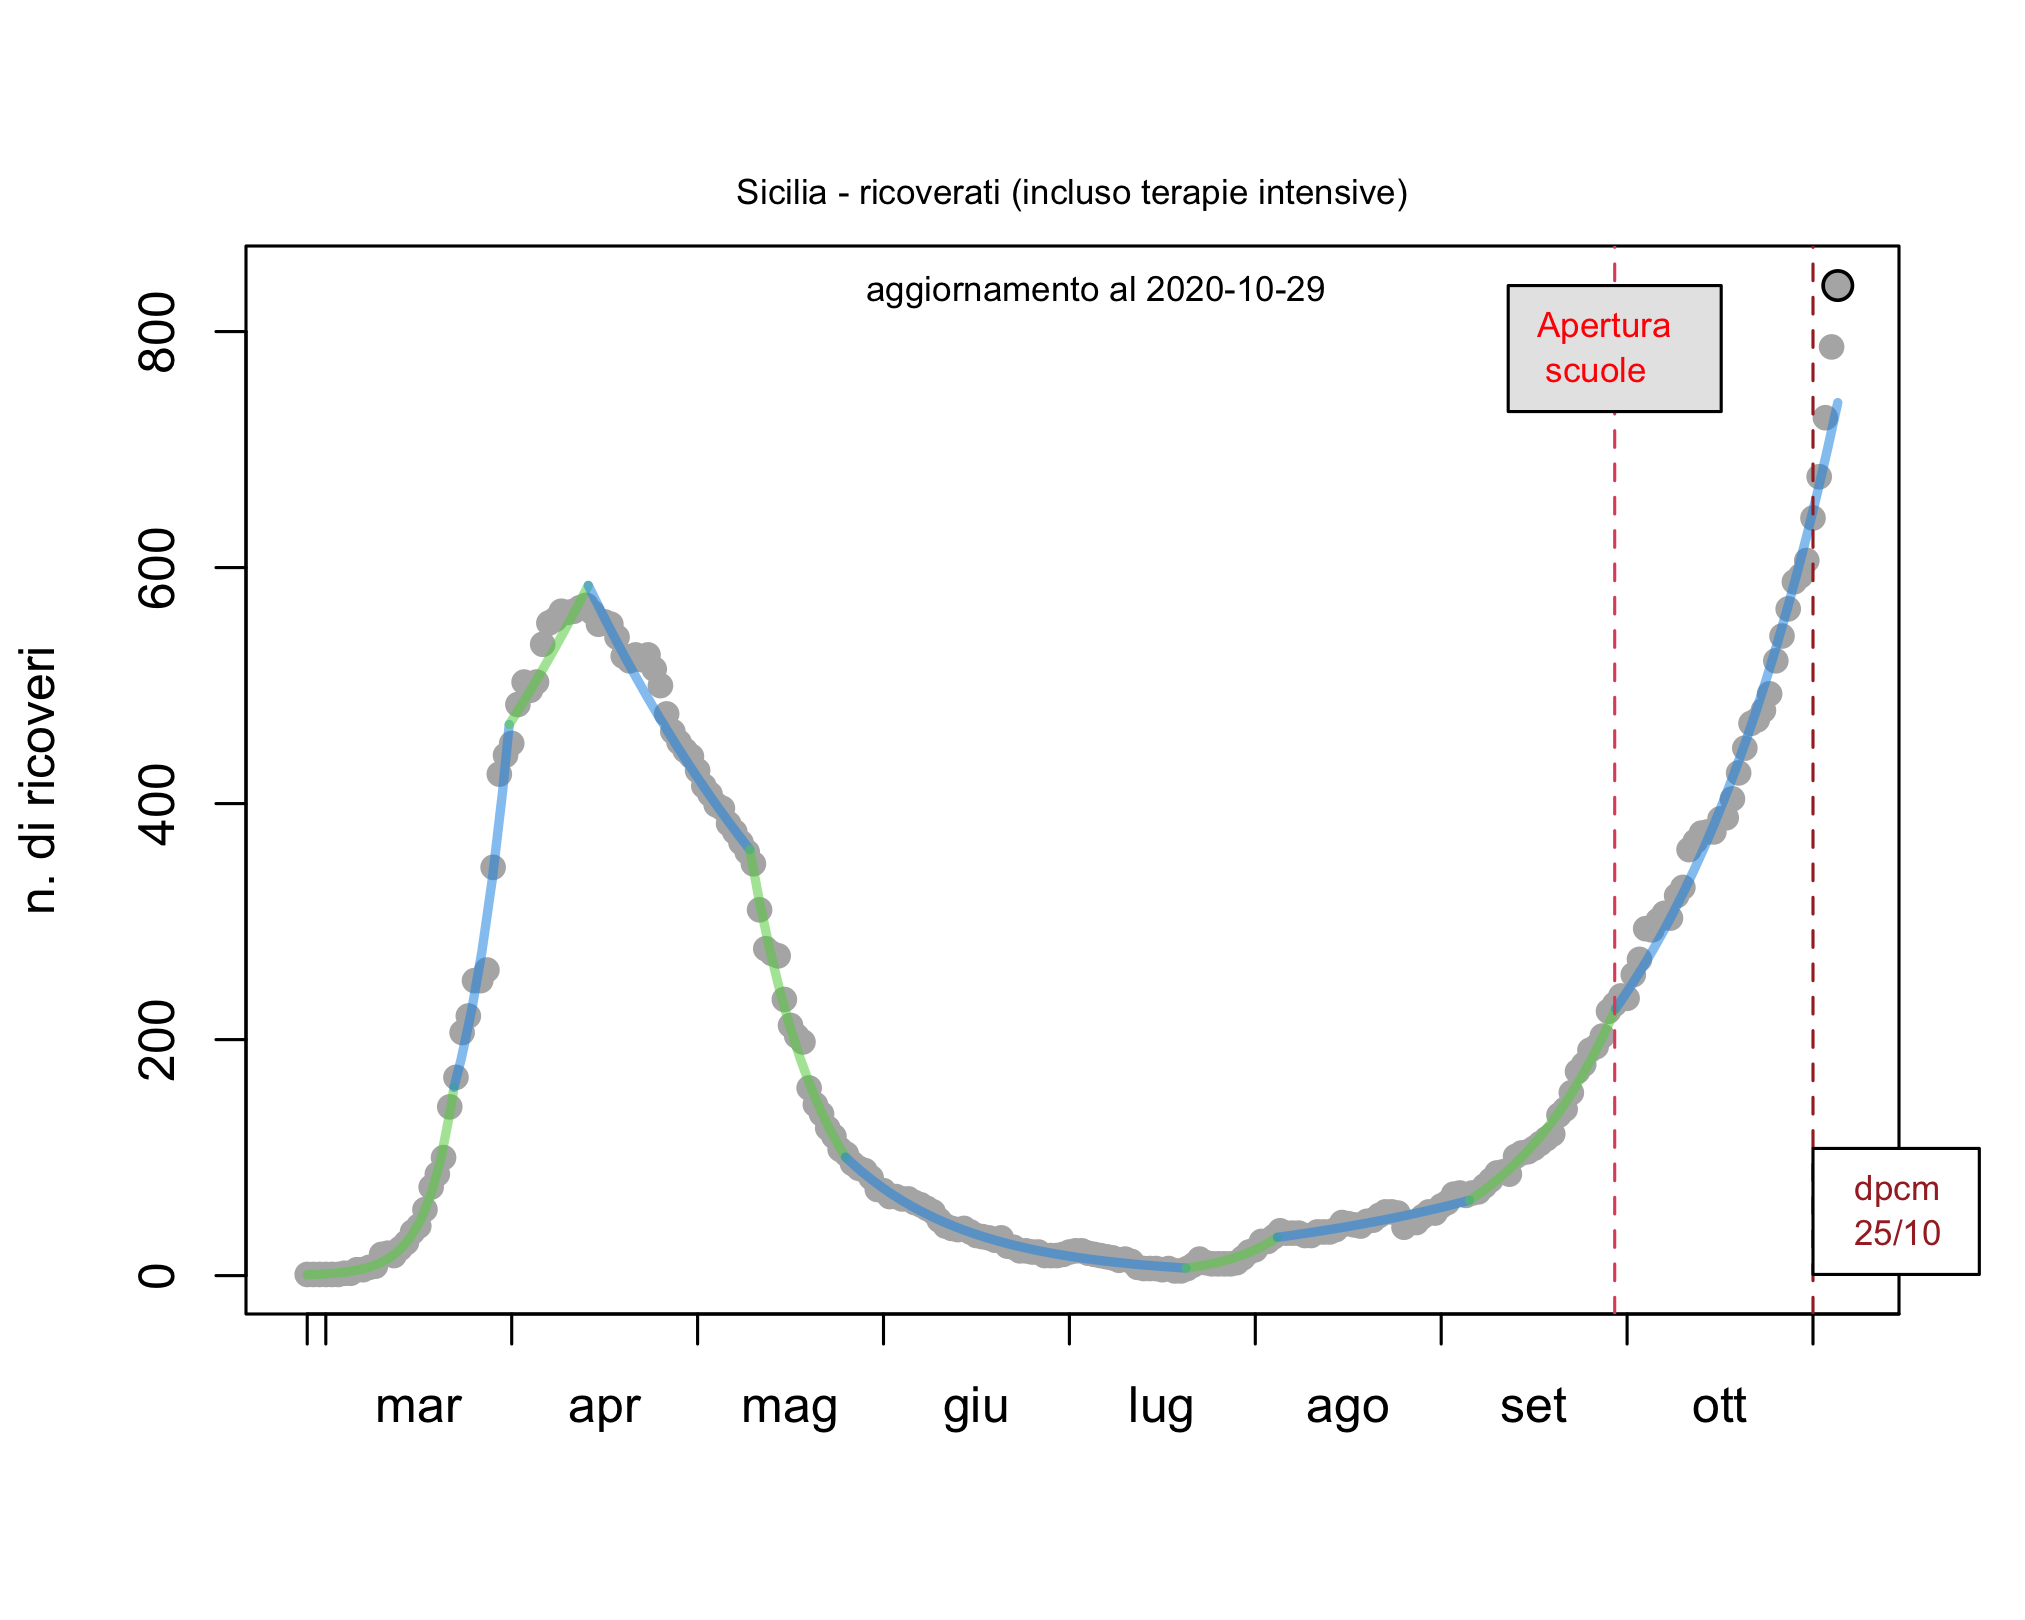 Sicilia - ricoverati (incluso terapie intensive)
aggiornamento al 2020-10-29
Apertura
scuole
dpcm
25/10
n. di ricoveri
800
600
400
200
0
mar apr mag giu lug ago set ott